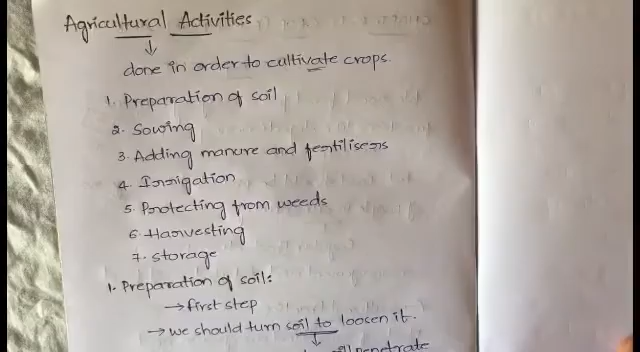 Agricultural Activities
↓
done in order to cultivate crops.
1. Preparation of soil
2. Sowing
3. Adding manure and fertilisers
4. Irrigation
5. Protecting from weeds
6. Harvesting
7. Storage
1. Preparation of soil:
→ first step
→ we should turn soil to loosen it.
↓
penetrate